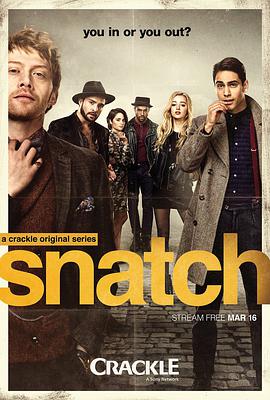 you in or you out?
a crackle original series
snatch
STREAM FREE MAR 16
CRACKLE
A Sony Network